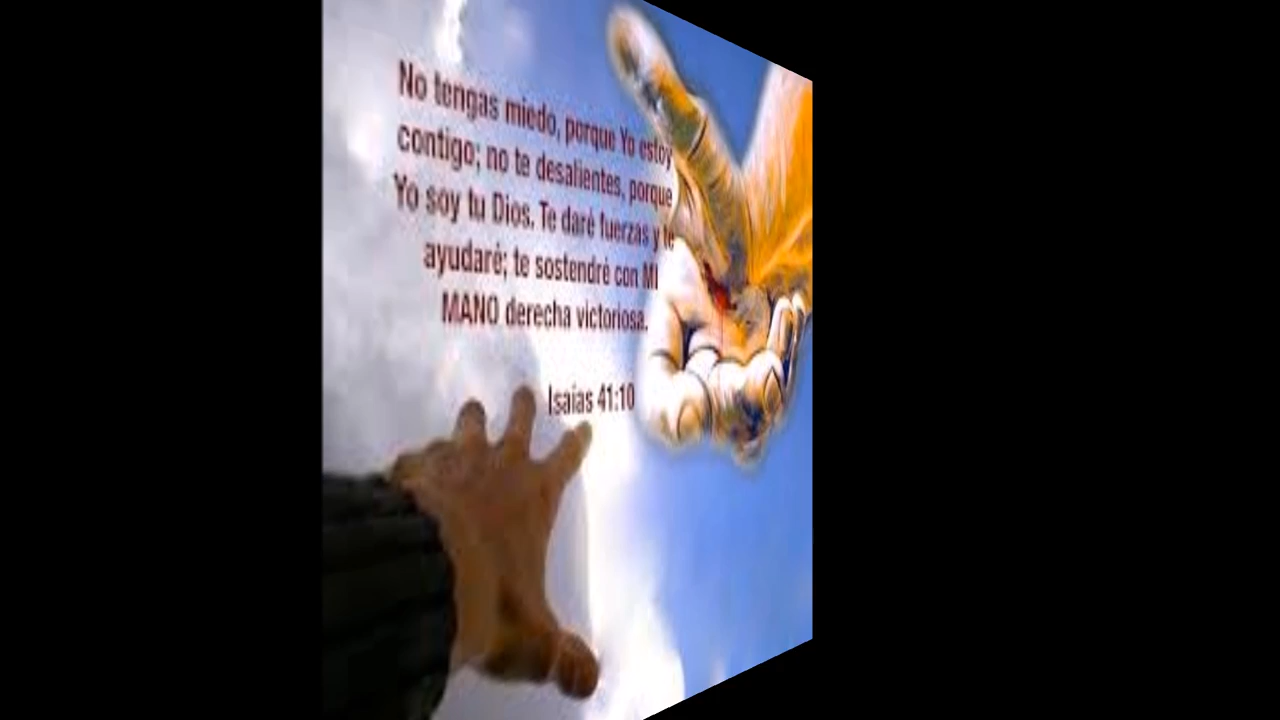 No tengas miedo, porque Yo estoy
contigo; no te desalientes, porque
Yo soy tu Dios. Te daré fuerzas y te
ayudaré; te sostendré con MI
MANO derecha victoriosa.
Isaías 41:10